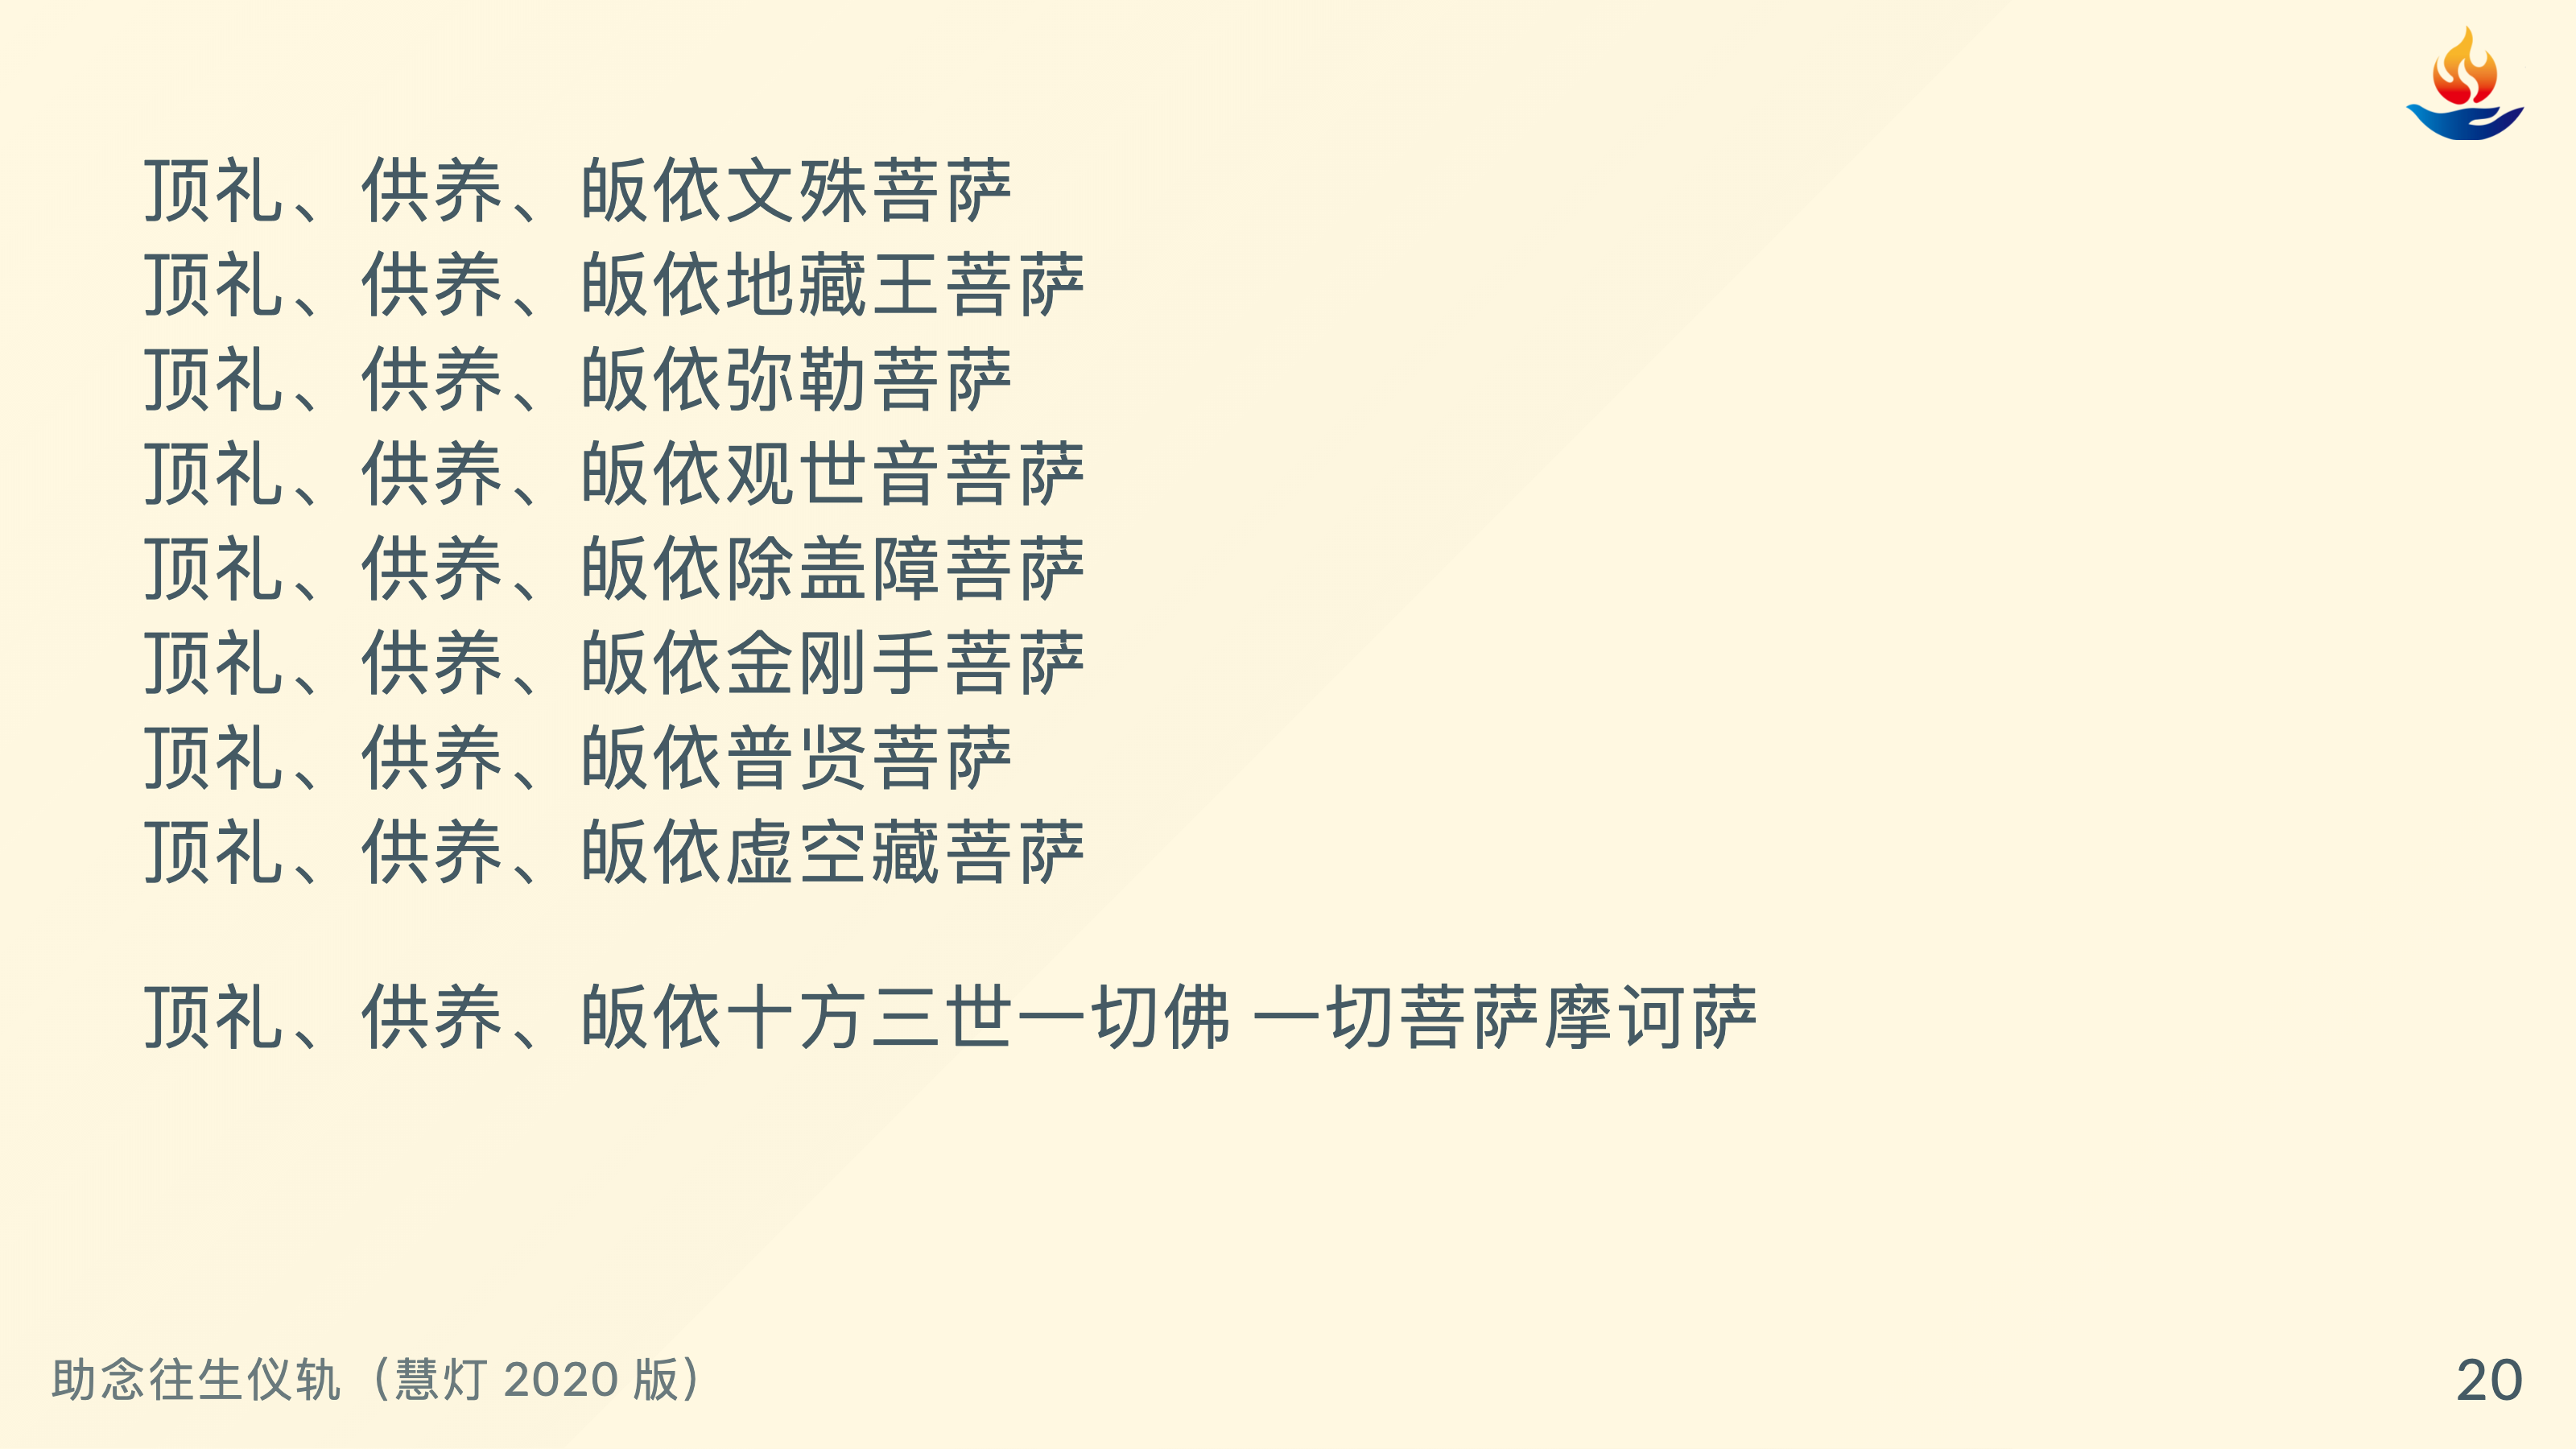 顶礼、供养、皈依文殊菩萨
顶礼、供养、皈依地藏王菩萨
顶礼、供养、皈依弥勒菩萨
顶礼、供养、皈依观世音菩萨
顶礼、供养、皈依除盖障菩萨
顶礼、供养、皈依金刚手菩萨
顶礼、供养、皈依普贤菩萨
顶礼、供养、皈依虚空藏菩萨
顶礼、供养、皈依十方三世一切佛 一切菩萨摩诃萨
助念往生仪轨（慧灯 2020 版）
20